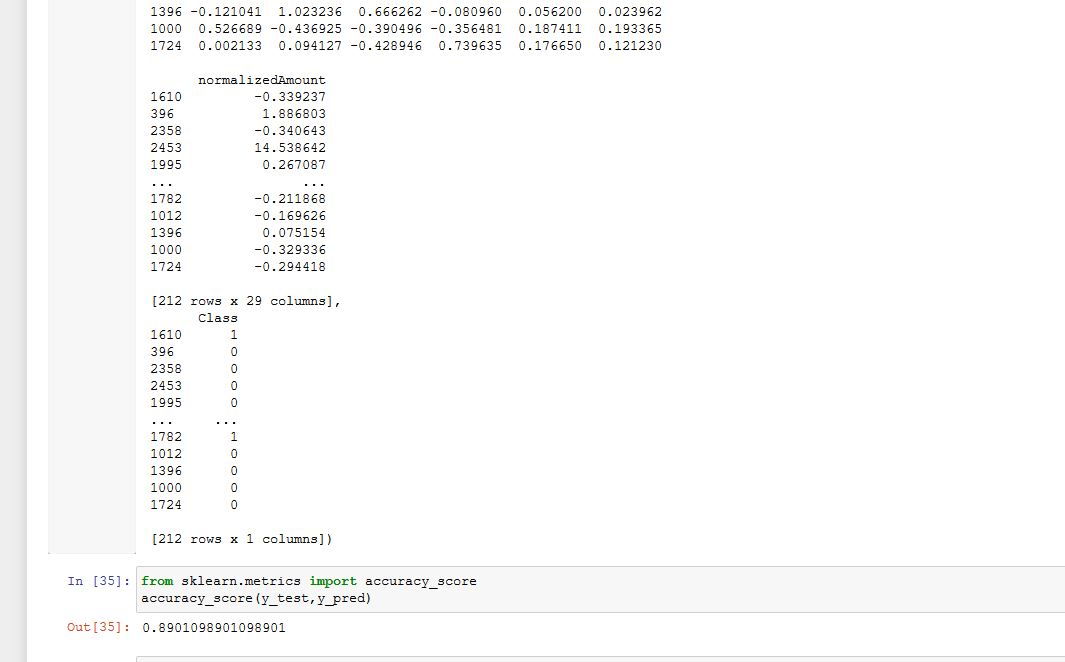 1396 -0.121041 1.023236 0.666262 -0.080960 0.056200 0.023962
1000 0.526689 -0.436925 -0.390496 -0.356481 0.187411 0.193365
1724 0.002133 0.094127 -0.428946 0.739635 0.176650 0.121230
normalizedAmount
1610 -0.339237
396 1.886803
2358 -0.340643
2453 14.538642
1995 0.267087
... ...
1782 -0.211868
1012 -0.169626
1396 0.075154
1000 -0.329336
1724 -0.294418
[212 rows x 29 columns],
Class
1610 1
396 0
2358 0
2453 0
1995 0
... ...
1782 1
1012 0
1396 0
1000 0
1724 0
[212 rows x 1 columns])
In [35]: from sklearn.metrics import accuracy_score
accuracy_score(y_test,y_pred)
Out[35]: 0.8901098901098901